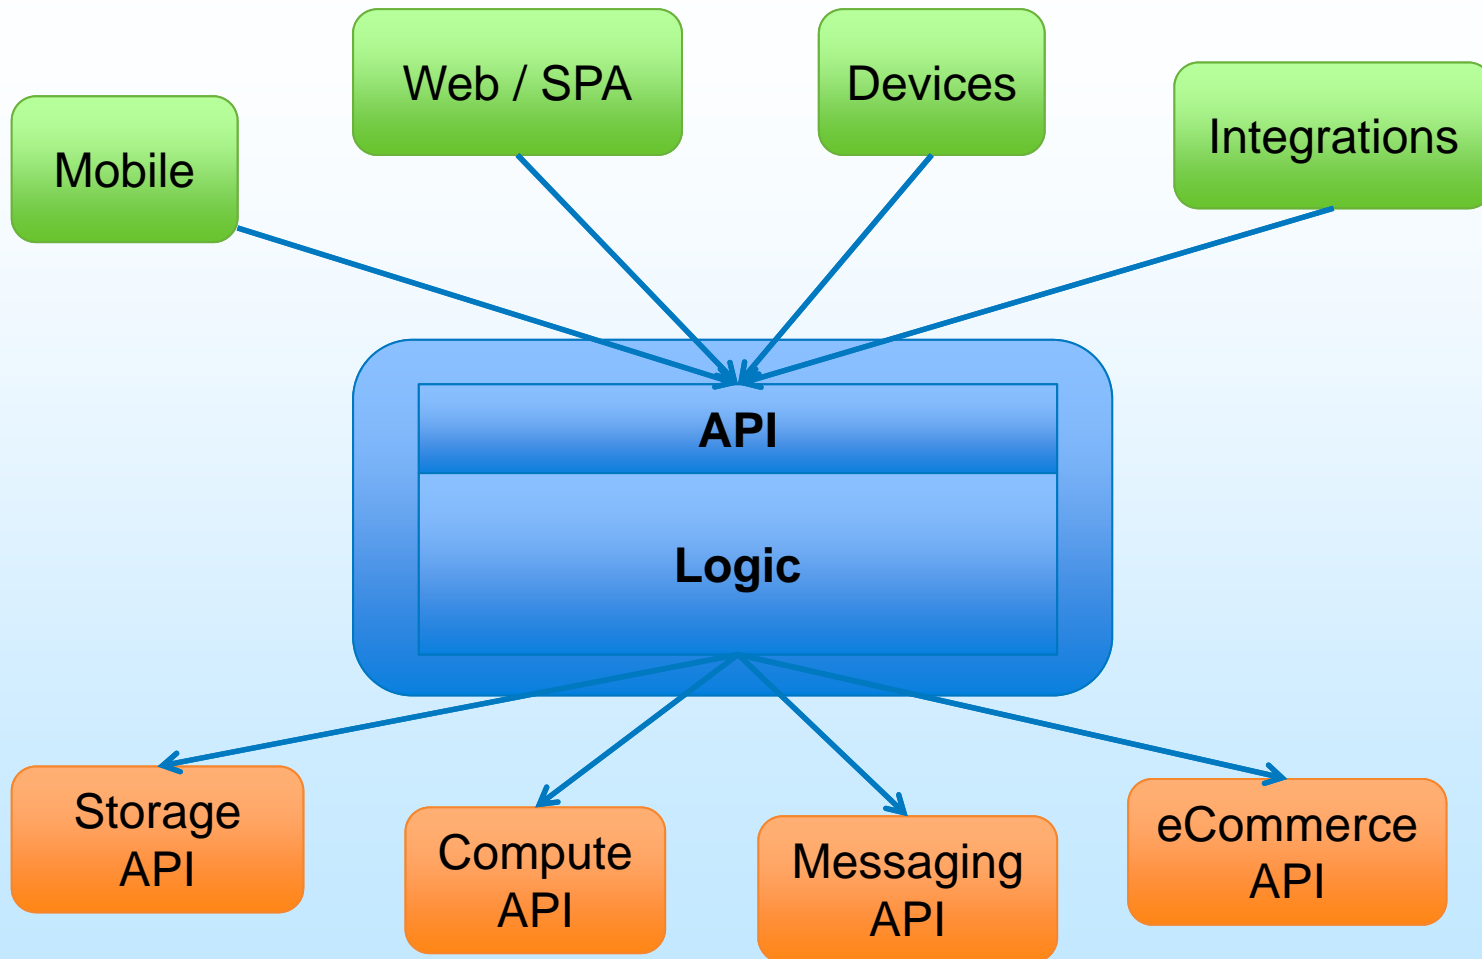 Mobile
Web / SPA
Devices
Integrations
API
Logic
Storage
API
Compute
API
Messaging
API
eCommerce
API